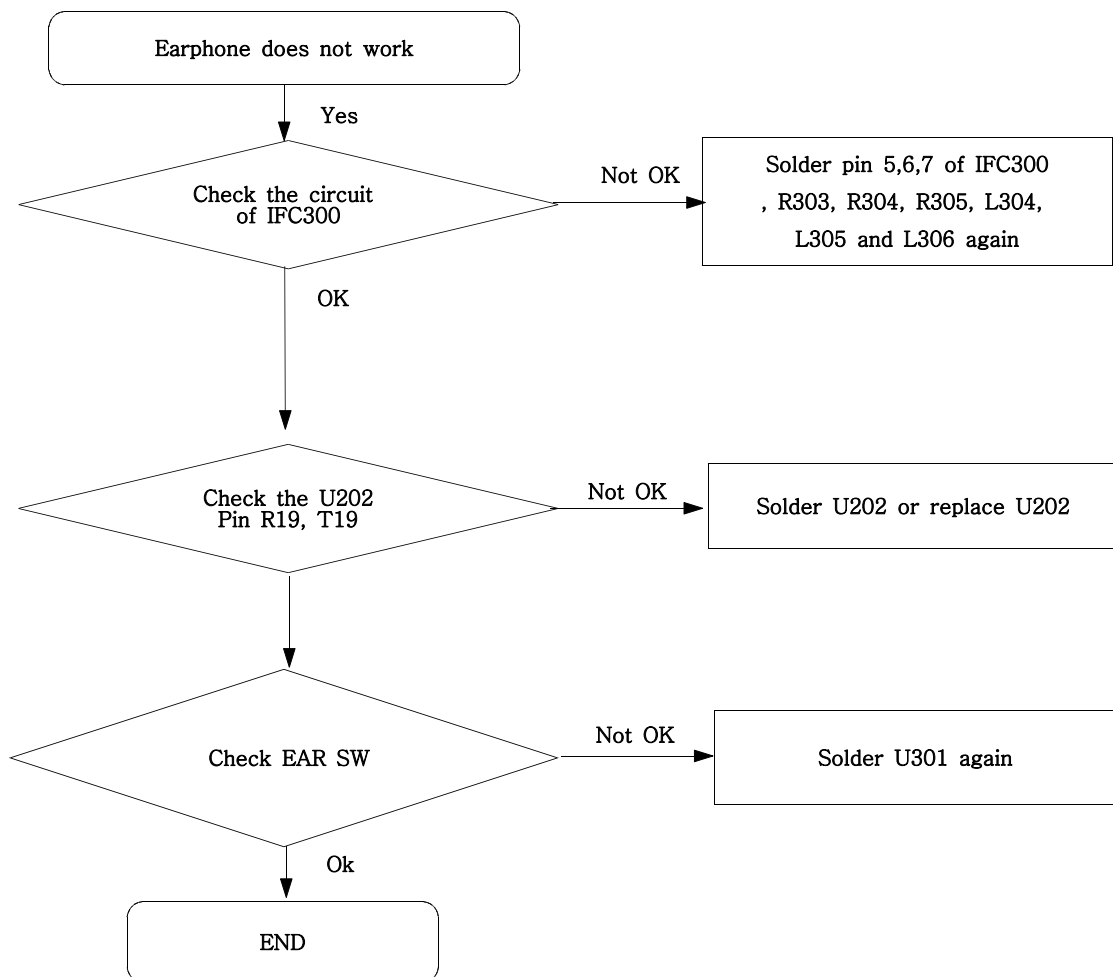 Earphone does not work
Yes
Check the circuit
of IFC300
Not OK
Solder pin 5,6,7 of IFC300
, R303, R304, R305, L304,
L305 and L306 again
OK
Check the U202
Pin R19, T19
Not OK
Solder U202 or replace U202
Check EAR SW
Not OK
Solder U301 again
Ok
END